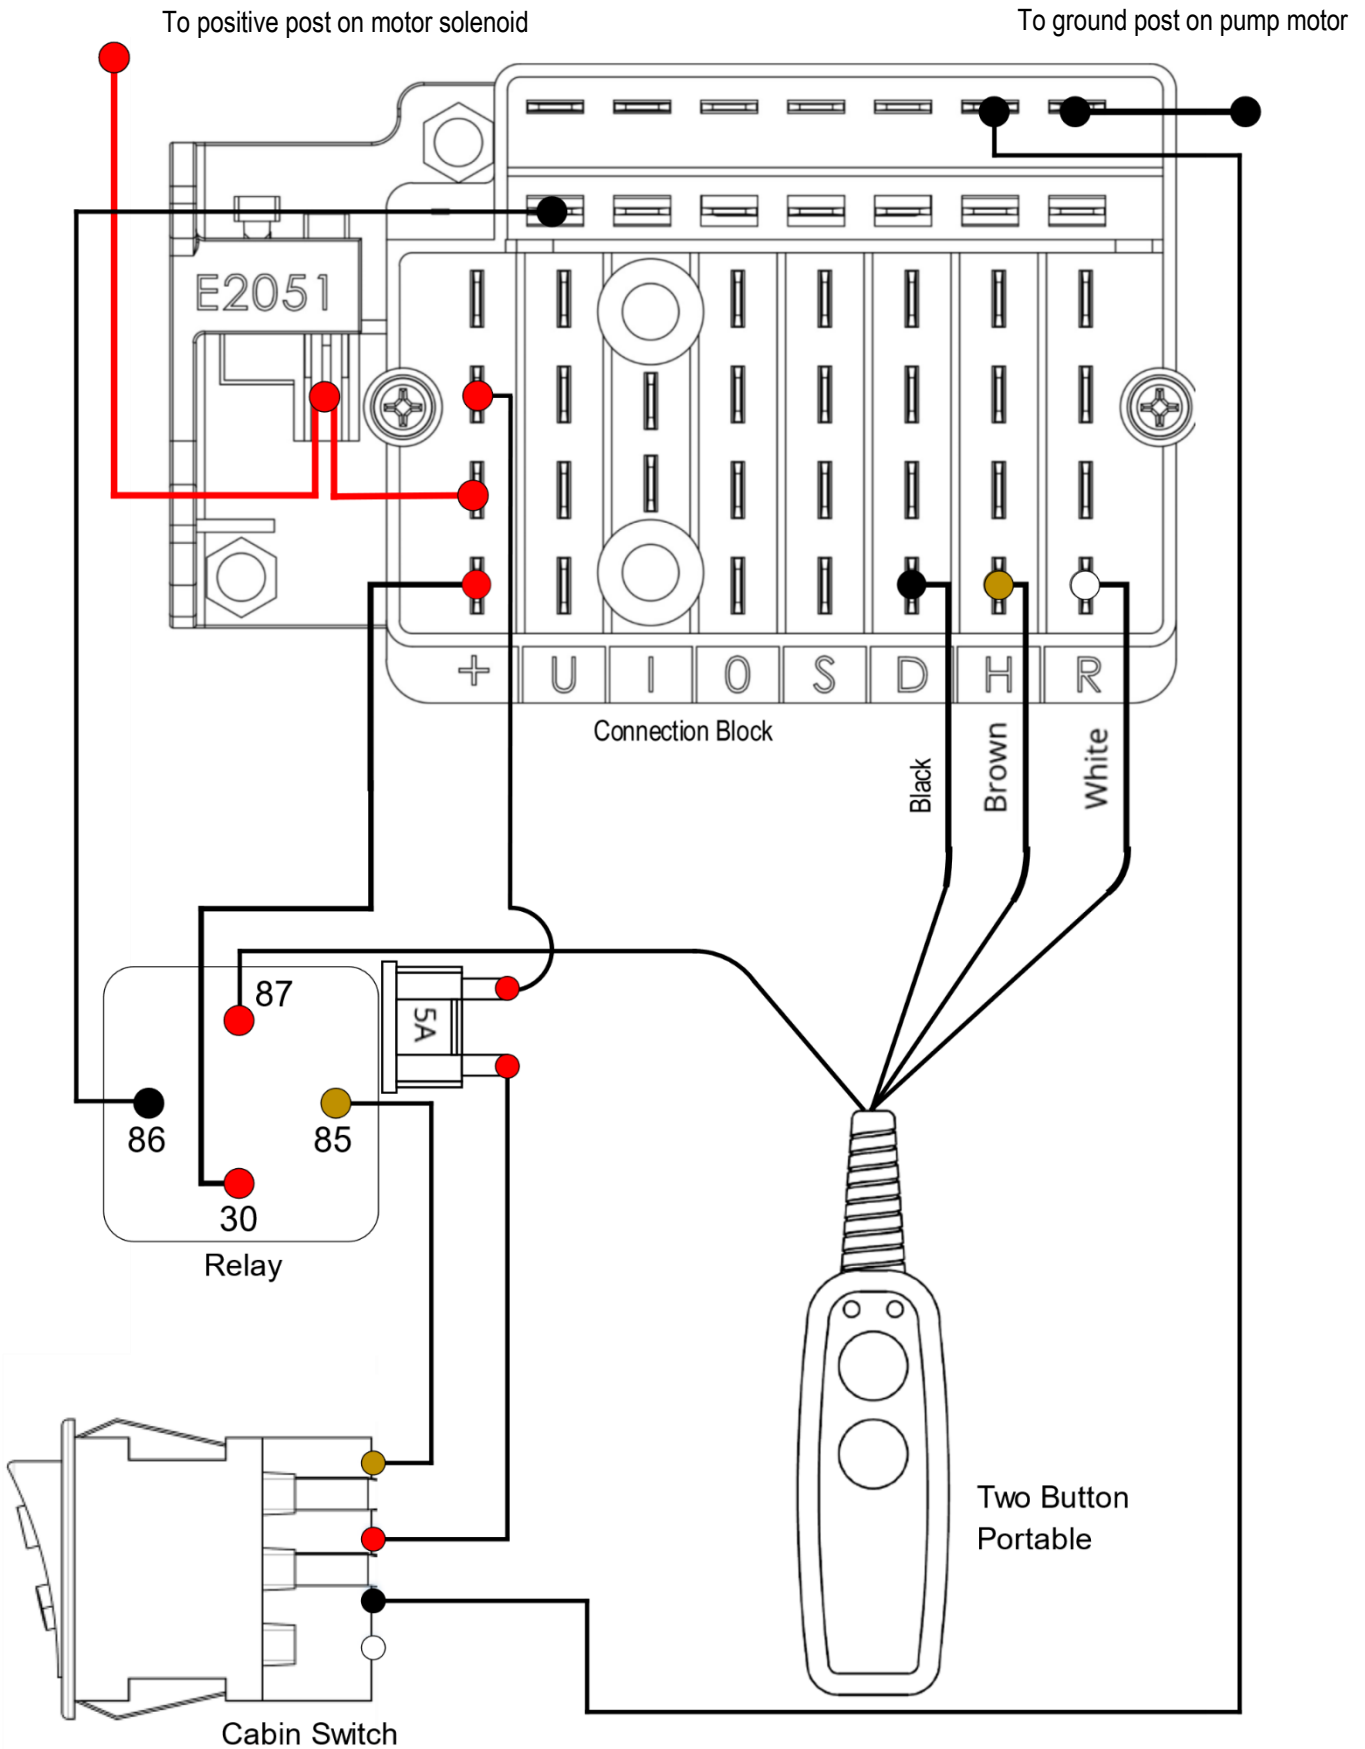 To positive post on motor solenoid
To ground post on pump motor
E2051
+ U I O S D H R
Connection Block
Black
Brown
White
87
5A
86
85
30
Relay
Two Button
Portable
Cabin Switch